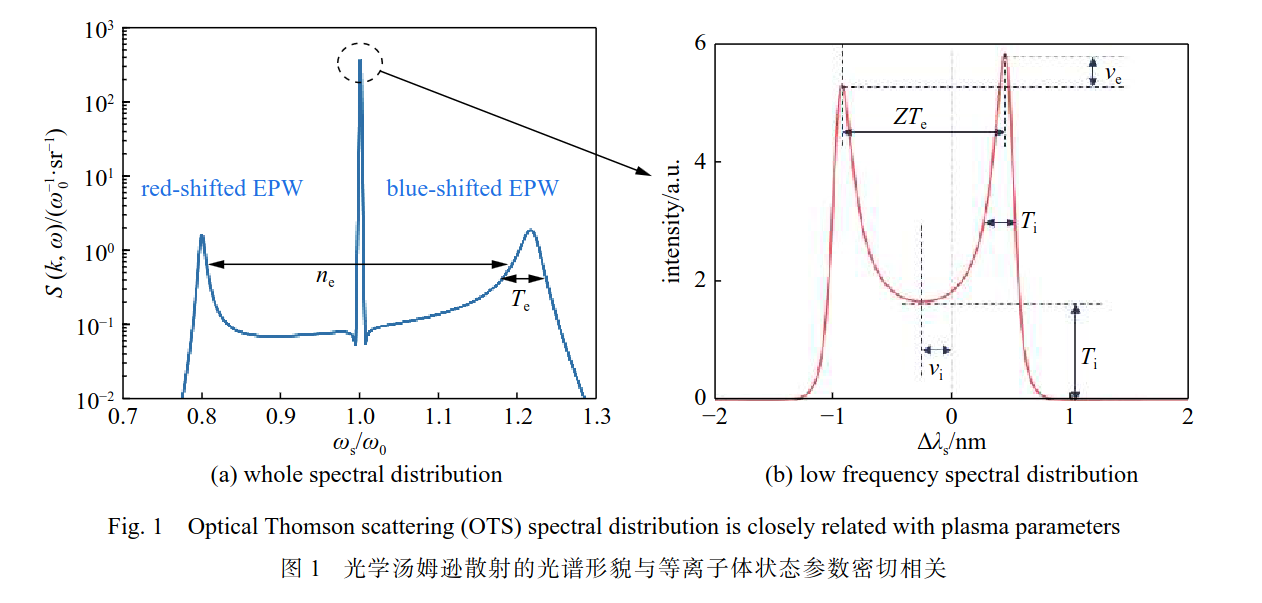 10³
10²
10¹
10⁰
10⁻¹
10⁻²
S (k, ω)/(ω₀⁻¹·sr⁻¹)
red-shifted EPW
blue-shifted EPW
nₑ
Tₑ
0.7 0.8 0.9 1.0 1.1 1.2 1.3
ωₛ/ω₀
(a) whole spectral distribution
6
4
2
0
intensity/a.u.
vₑ
ZTₑ
Tᵢ
vᵢ
Tᵢ
−2 −1 0 1 2
Δλₛ/nm
(b) low frequency spectral distribution
Fig. 1 Optical Thomson scattering (OTS) spectral distribution is closely related with plasma parameters
图 1 光学汤姆逊散射的光谱形貌与等离子体状态参数密切相关